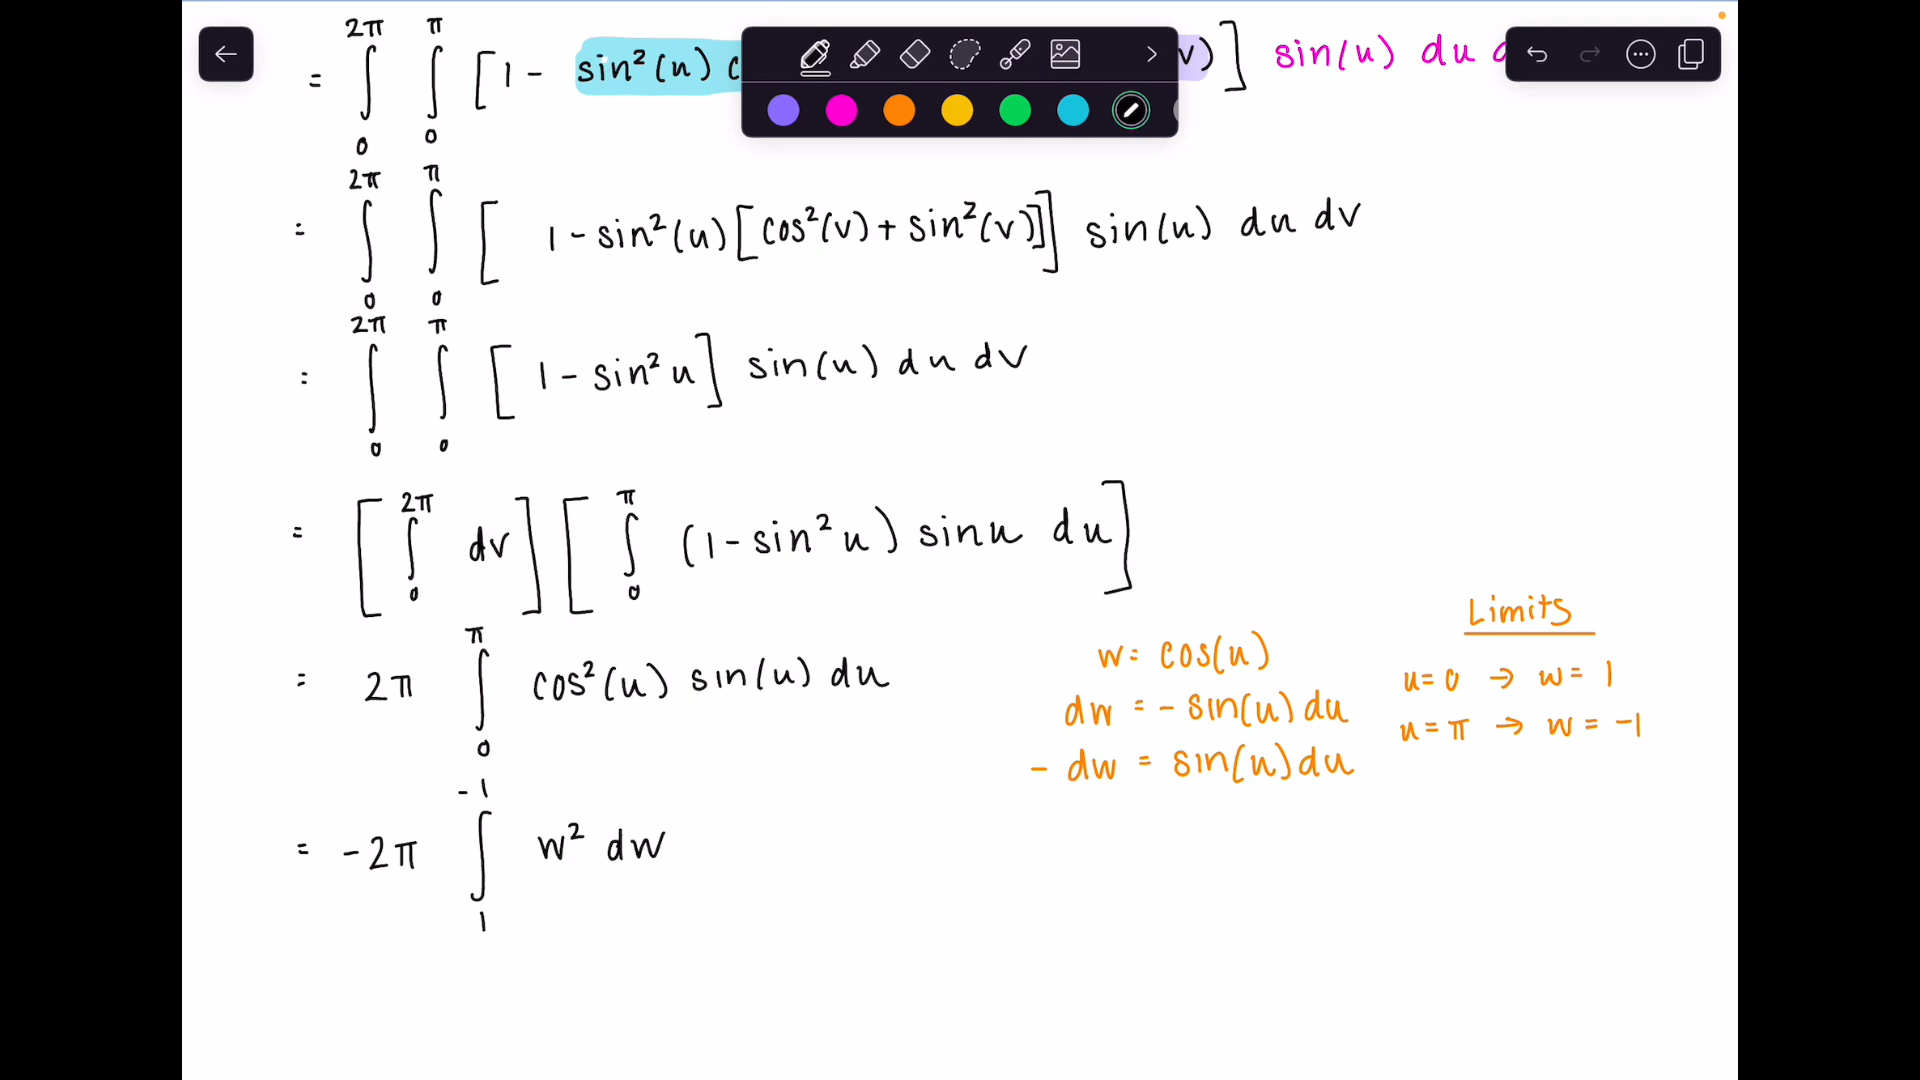 = ∫₀^2π ∫₀^π [1 - sin²(u) c v)] sin(u) du d
= ∫₀^2π ∫₀^π [ 1 - sin²(u)[cos²(v) + sin²(v)]] sin(u) du dv
= ∫₀^2π ∫₀^π [ 1 - sin² u ] sin(u) du dv
= [ ∫₀^2π dv ] [ ∫₀^π (1 - sin² u) sinu du ]
Limits
= 2π ∫₀^π cos²(u) sin(u) du
w = cos(u)
dw = - sin(u) du
- dw = sin(u) du
u = 0 → w = 1
u = π → w = -1
= -2π ∫₁^-1 w² dw